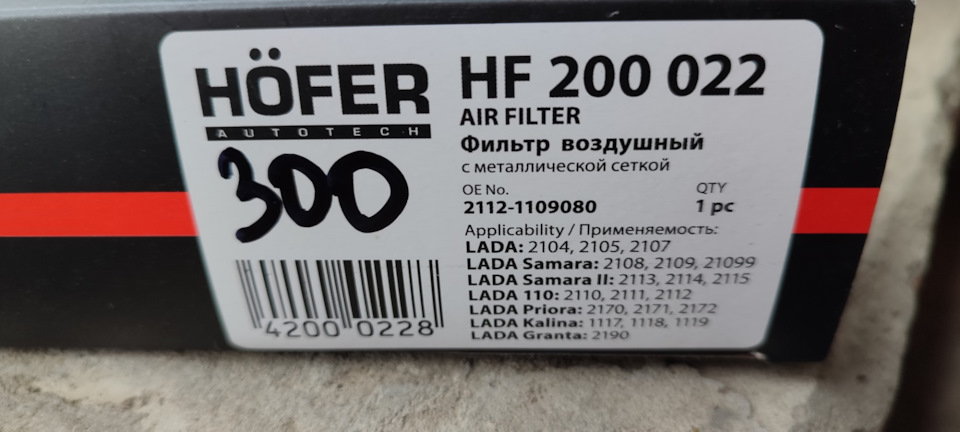 HÖFER
AUTOTECH
300
42000228
HF 200 022
AIR FILTER
Фильтр воздушный
с металлической сеткой
OE No.
QTY
2112-1109080
1 pc
Applicability / Применяемость:
LADA: 2104, 2105, 2107
LADA Samara: 2108, 2109, 21099
LADA Samara II: 2113, 2114, 2115
LADA 110: 2110, 2111, 2112
LADA Priora: 2170, 2171, 2172
LADA Kalina: 1117, 1118, 1119
LADA Granta: 2190